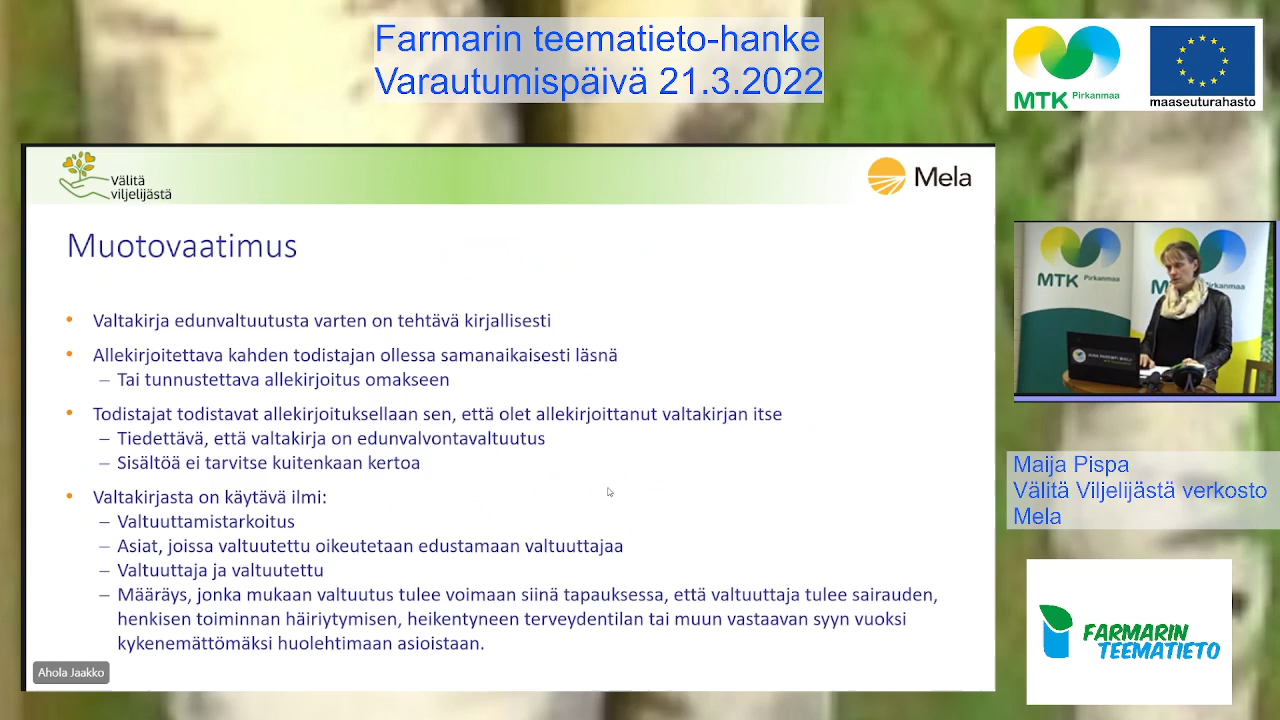 Farmarin teematieto-hanke
Varautumispäivä 21.3.2022
MTK Pirkanmaa
maaseuturahasto
Välitä
viljelijästä
Mela
Muotovaatimus
• Valtakirja edunvaltuutusta varten on tehtävä kirjallisesti
• Allekirjoitettava kahden todistajan ollessa samanaikaisesti läsnä
– Tai tunnustettava allekirjoitus omakseen
• Todistajat todistavat allekirjoituksellaan sen, että olet allekirjoittanut valtakirjan itse
– Tiedettävä, että valtakirja on edunvalvontavaltuutus
– Sisältöä ei tarvitse kuitenkaan kertoa
• Valtakirjasta on käytävä ilmi:
– Valtuuttamistarkoitus
– Asiat, joissa valtuutettu oikeutetaan edustamaan valtuuttajaa
– Valtuuttaja ja valtuutettu
– Määräys, jonka mukaan valtuutus tulee voimaan siinä tapauksessa, että valtuuttaja tulee sairauden,
henkisen toiminnan häiriytymisen, heikentyneen terveydentilan tai muun vastaavan syyn vuoksi
kykenemättömäksi huolehtimaan asioistaan.
Ahola Jaakko
MTK Pirkanmaa
Pirkanmaa
Maija Pispa
Välitä Viljelijästä verkosto
Mela
FARMARIN
TEEMATIETO